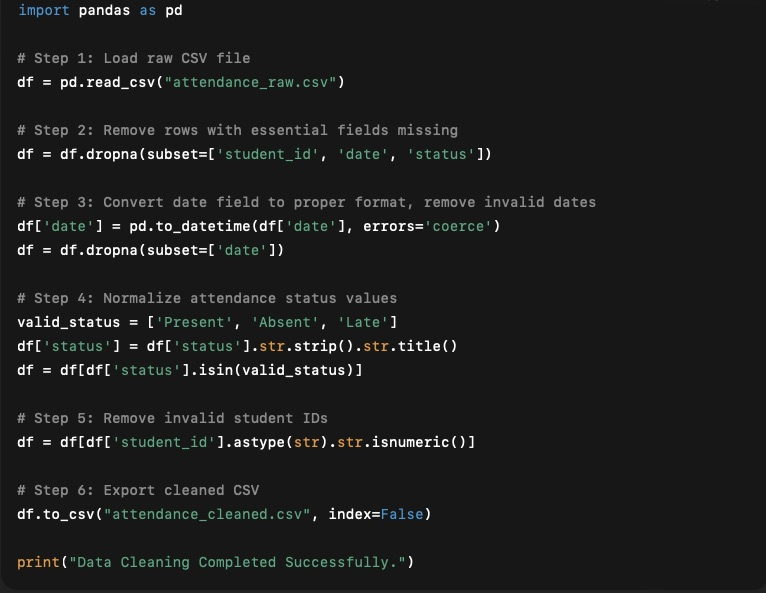 import pandas as pd
# Step 1: Load raw CSV file
df = pd.read_csv("attendance_raw.csv")
# Step 2: Remove rows with essential fields missing
df = df.dropna(subset=['student_id', 'date', 'status'])
# Step 3: Convert date field to proper format, remove invalid dates
df['date'] = pd.to_datetime(df['date'], errors='coerce')
df = df.dropna(subset=['date'])
# Step 4: Normalize attendance status values
valid_status = ['Present', 'Absent', 'Late']
df['status'] = df['status'].str.strip().str.title()
df = df[df['status'].isin(valid_status)]
# Step 5: Remove invalid student IDs
df = df[df['student_id'].astype(str).str.isnumeric()]
# Step 6: Export cleaned CSV
df.to_csv("attendance_cleaned.csv", index=False)
print("Data Cleaning Completed Successfully.")